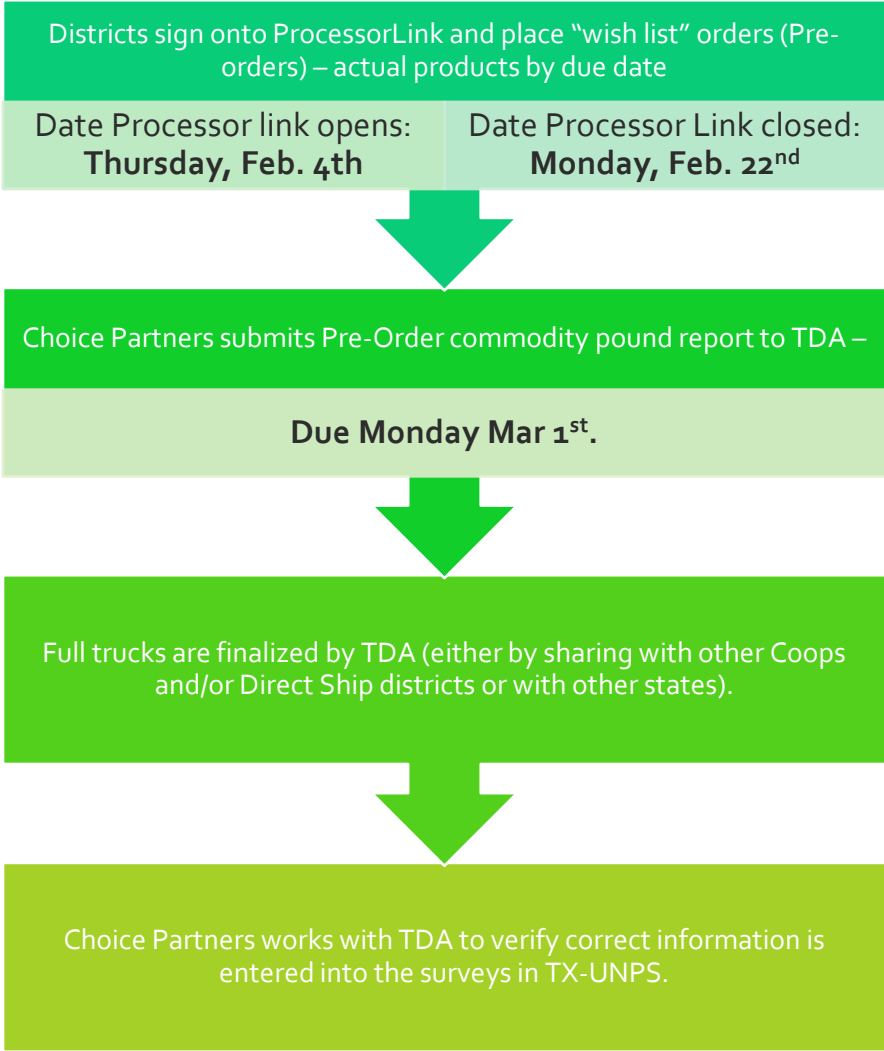 Districts sign onto ProcessorLink and place “wish list” orders (Pre-
orders) – actual products by due date
Date Processor link opens:
Thursday, Feb. 4th
Date Processor Link closed:
Monday, Feb. 22nd
Choice Partners submits Pre-Order commodity pound report to TDA –
Due Monday Mar 1st.
Full trucks are finalized by TDA (either by sharing with other Coops
and/or Direct Ship districts or with other states).
Choice Partners works with TDA to verify correct information is
entered into the surveys in TX-UNPS.